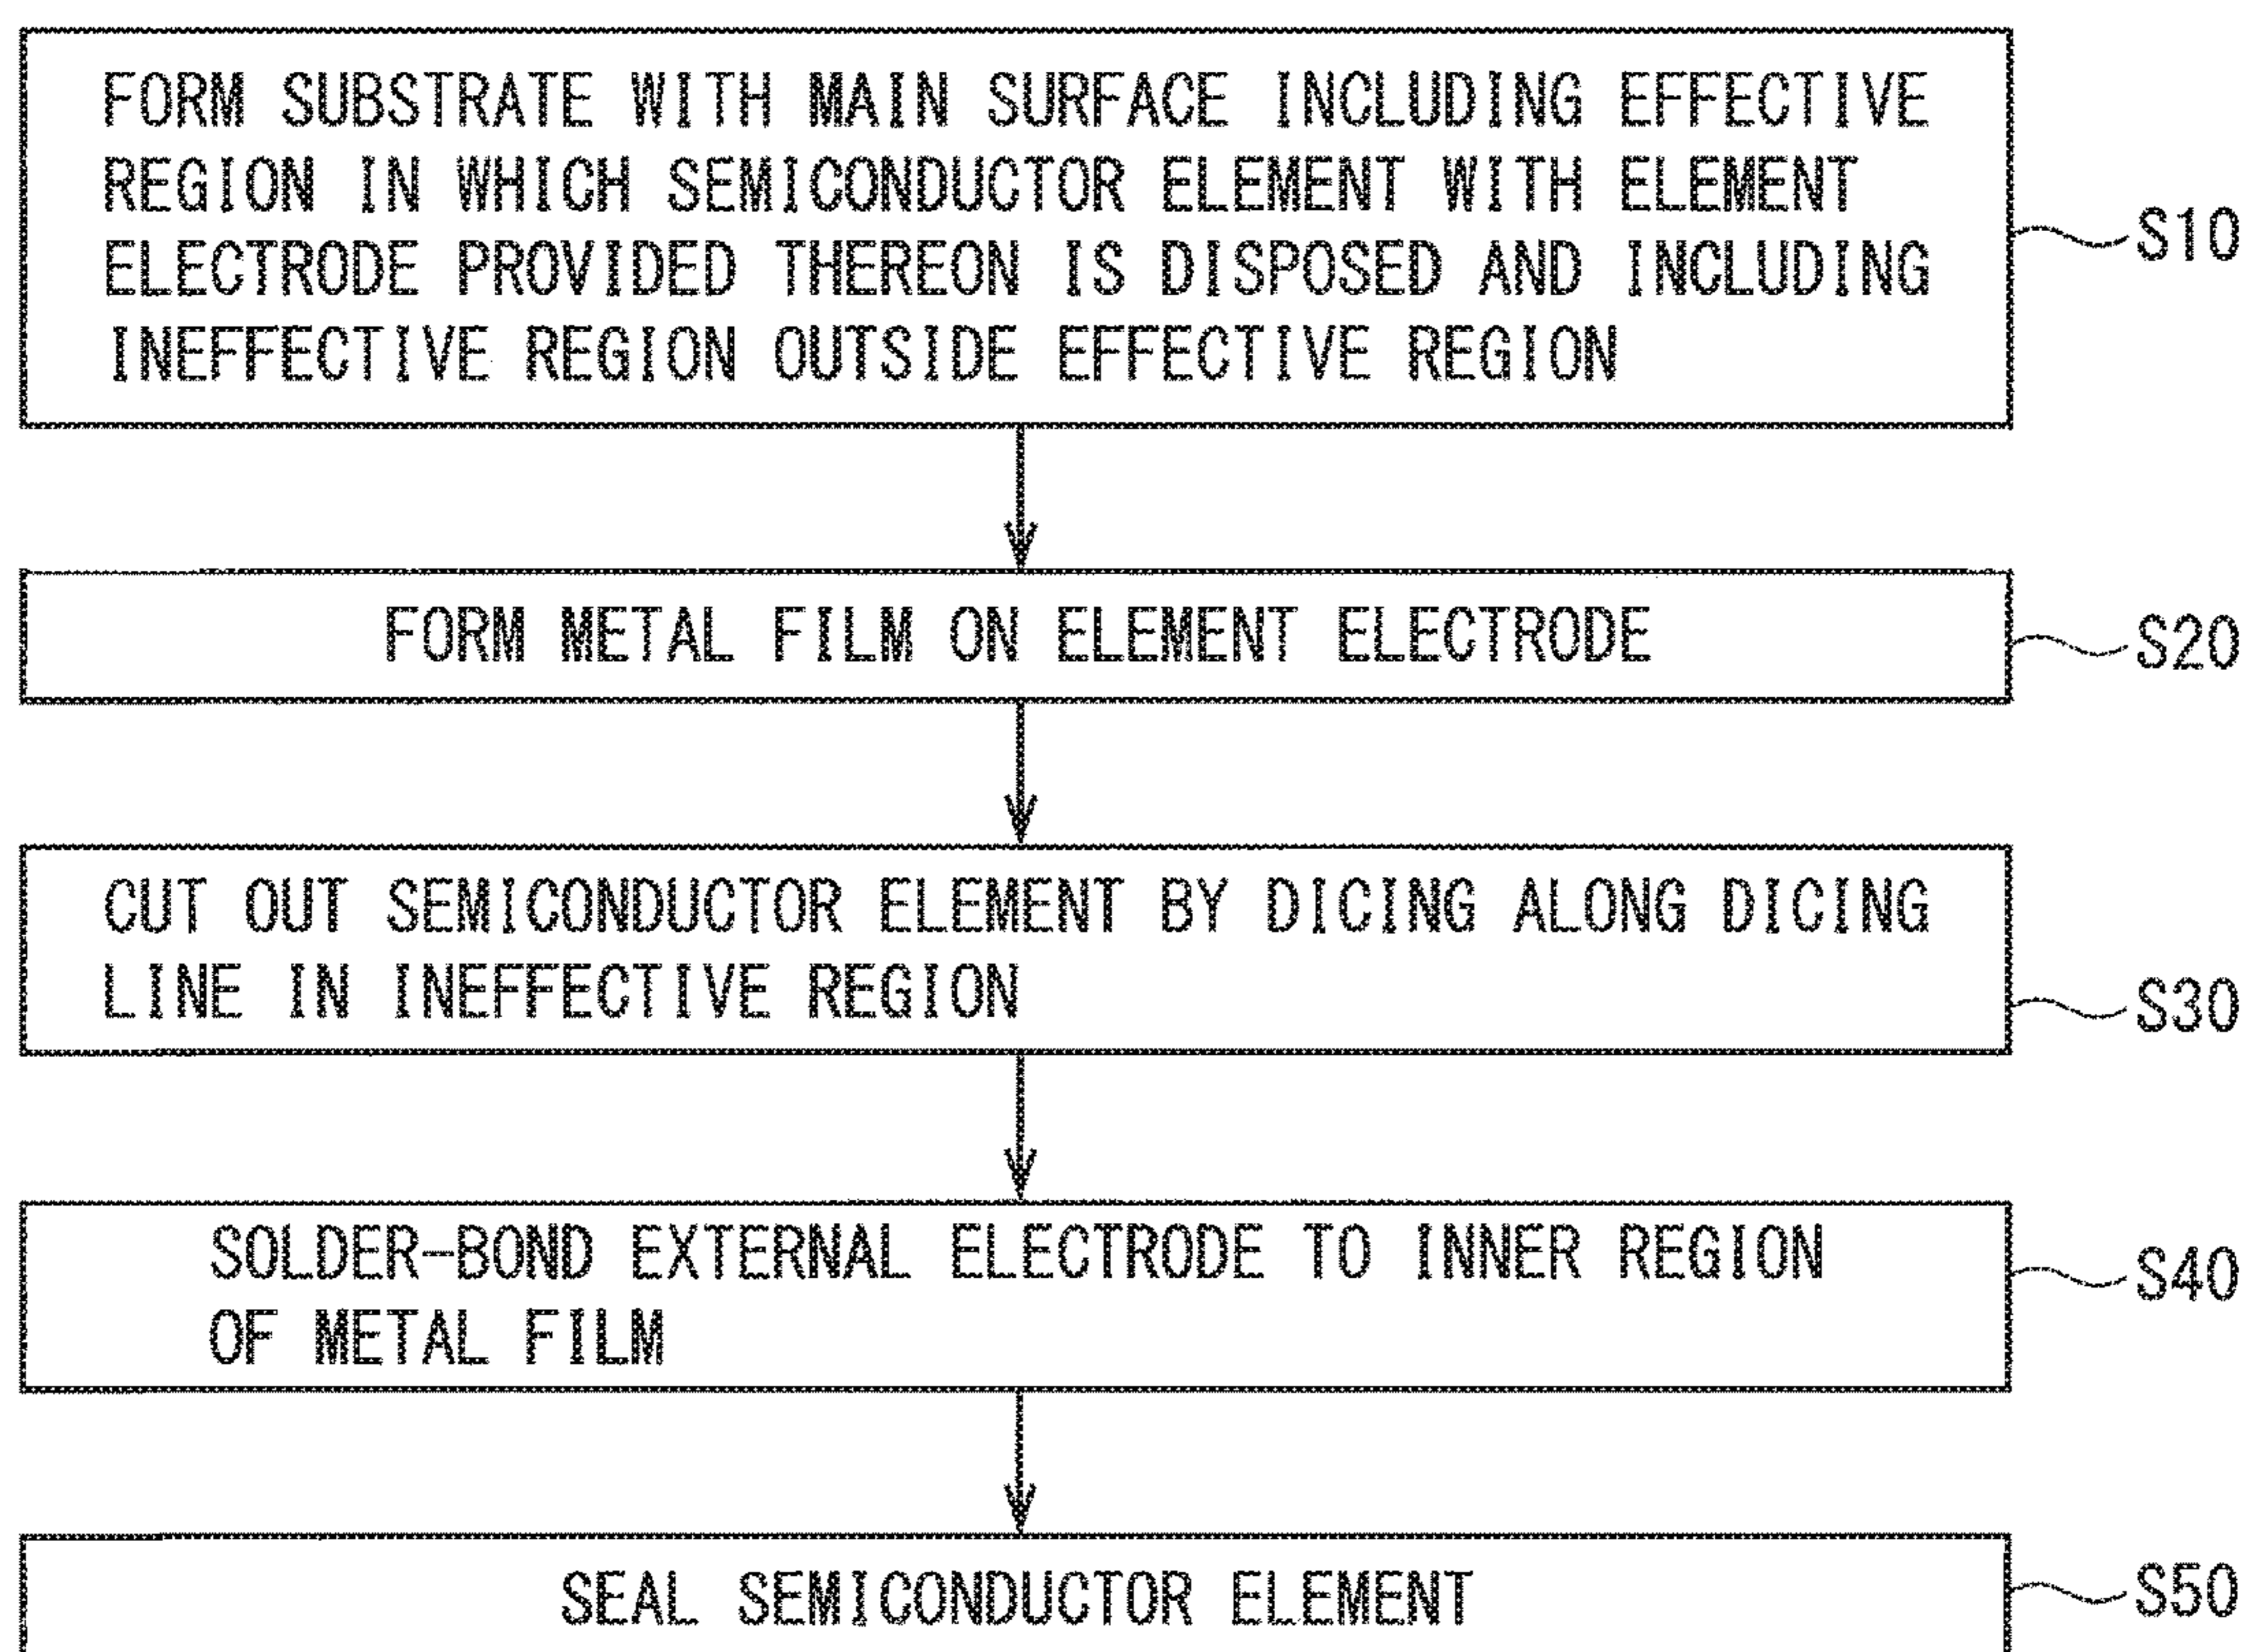 FORM SUBSTRATE WITH MAIN SURFACE INCLUDING EFFECTIVE
REGION IN WHICH SEMICONDUCTOR ELEMENT WITH ELEMENT
ELECTRODE PROVIDED THEREON IS DISPOSED AND INCLUDING
INEFFECTIVE REGION OUTSIDE EFFECTIVE REGION
S10
FORM METAL FILM ON ELEMENT ELECTRODE
S20
CUT OUT SEMICONDUCTOR ELEMENT BY DICING ALONG DICING
LINE IN INEFFECTIVE REGION
S30
SOLDER-BOND EXTERNAL ELECTRODE TO INNER REGION
OF METAL FILM
S40
SEAL SEMICONDUCTOR ELEMENT
S50